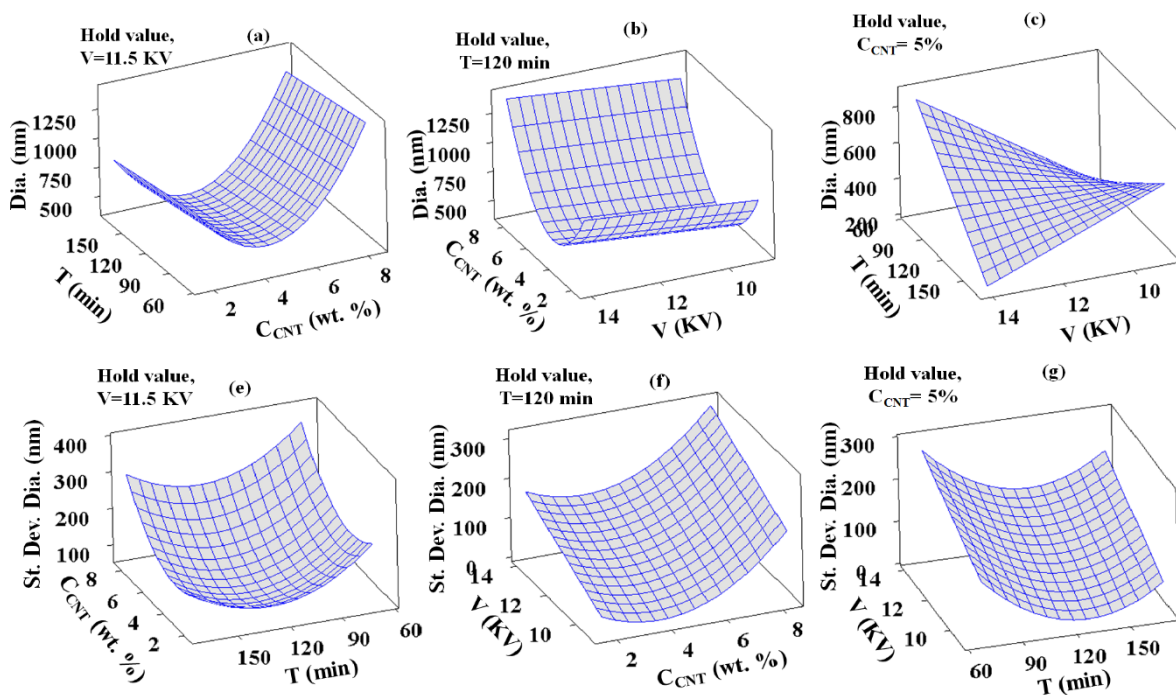 Hold value,
V=11.5 KV
(a)
Dia. (nm)
1250
1000
750
500
150
120
90
60
T (min)
2
4
6
8
C_CNT (wt. %)
Hold value,
T=120 min
(b)
Dia. (nm)
1250
1000
750
500
8
6
4
2
C_CNT (wt. %)
14
12
10
V (KV)
Hold value,
C_CNT= 5%
(c)
Dia. (nm)
800
600
400
200
60
90
120
150
T (min)
14
12
10
V (KV)
Hold value,
V=11.5 KV
(e)
St. Dev. Dia. (nm)
400
300
200
100
8
6
4
2
C_CNT (wt. %)
150
120
90
60
T (min)
Hold value,
T=120 min
(f)
St. Dev. Dia. (nm)
300
200
100
0
14
12
10
V (KV)
2
4
6
8
C_CNT (wt. %)
Hold value,
C_CNT= 5%
(g)
St. Dev. Dia. (nm)
300
200
100
0
14
12
10
V (KV)
60
90
120
150
T (min)